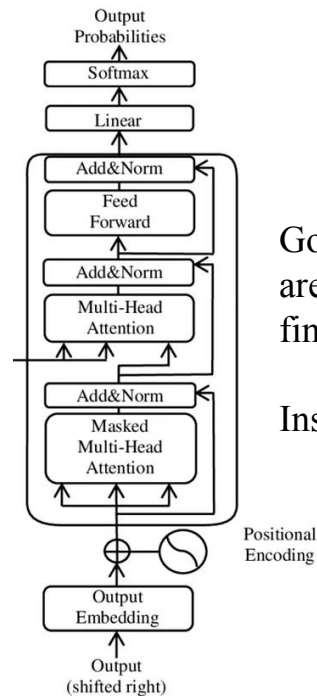 Output
Probabilities
Softmax
Linear
Add&Norm
Feed
Forward
Add&Norm
Multi-Head
Attention
Add&Norm
Masked
Multi-Head
Attention
Positional
Encoding
Output
Embedding
Output
(shifted right)
Go
are
fin
Ins